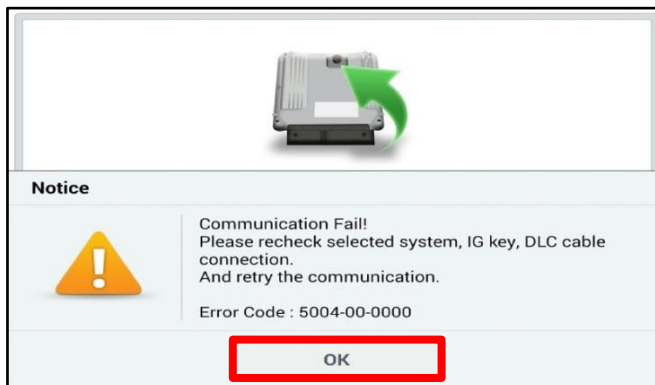 Notice
Communication Fail!
Please recheck selected system, IG key, DLC cable
connection.
And retry the communication.
Error Code : 5004-00-0000
OK